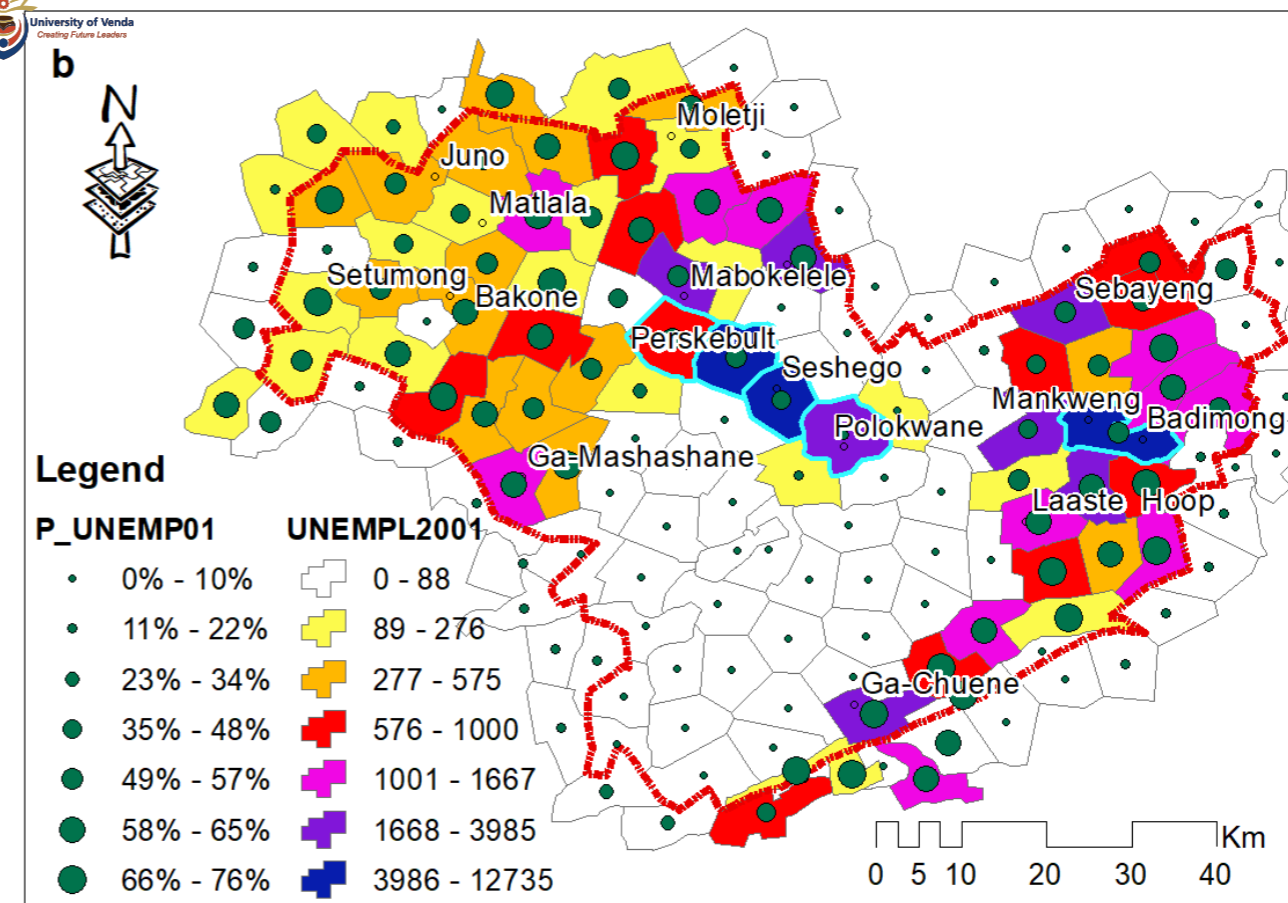 University of Venda
Creating Future Leaders
b
N
Moletji
Juno
Matlala
Setumong
Mabokelele
Bakone
Sebayeng
Perskebult
Seshego
Mankweng
Badimong
Polokwane
Ga-Mashashane
Laaste Hoop
Ga-Chuene
Legend
P_UNEMP01 UNEMPL2001
0% - 10% 0 - 88
11% - 22% 89 - 276
23% - 34% 277 - 575
35% - 48% 576 - 1000
49% - 57% 1001 - 1667
58% - 65% 1668 - 3985
66% - 76% 3986 - 12735
Km
0 5 10 20 30 40